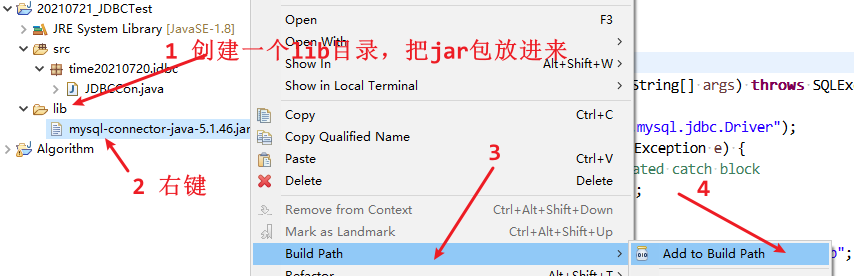 20210721_JDBCTest
JRE System Library [JavaSE-1.8]
src
time20210720.jdbc
JDBCCon.java
lib
mysql-connector-java-5.1.46.jar
Algorithm
1 创建一个lib目录，把jar包放进来
2 右键
Open F3
Open With
Show In Alt+Shift+W
Show in Local Terminal
Copy Ctrl+C
Copy Qualified Name
Paste Ctrl+V
Delete Delete
Remove from Context Ctrl+Alt+Shift+Down
Mark as Landmark Ctrl+Alt+Shift+Up
Build Path
Refactor Alt+Shift+T
3
4
Add to Build Path
String[] args) throws SQLEx
mysql.jdbc.Driver");
Exception e) {
ated catch block
;
";